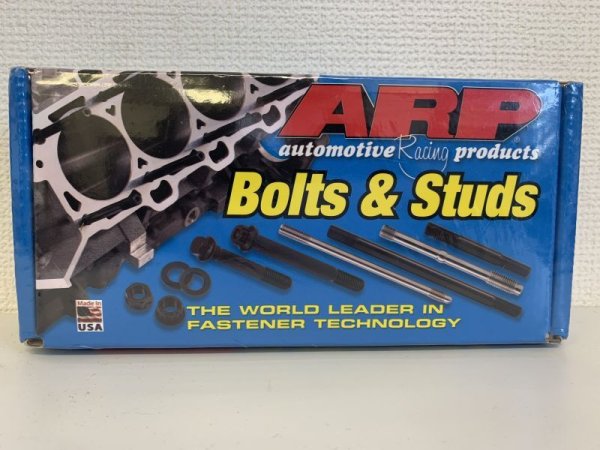 ARP
automotive Racing products
Bolts & Studs
THE WORLD LEADER IN
FASTENER TECHNOLOGY
Made In
USA